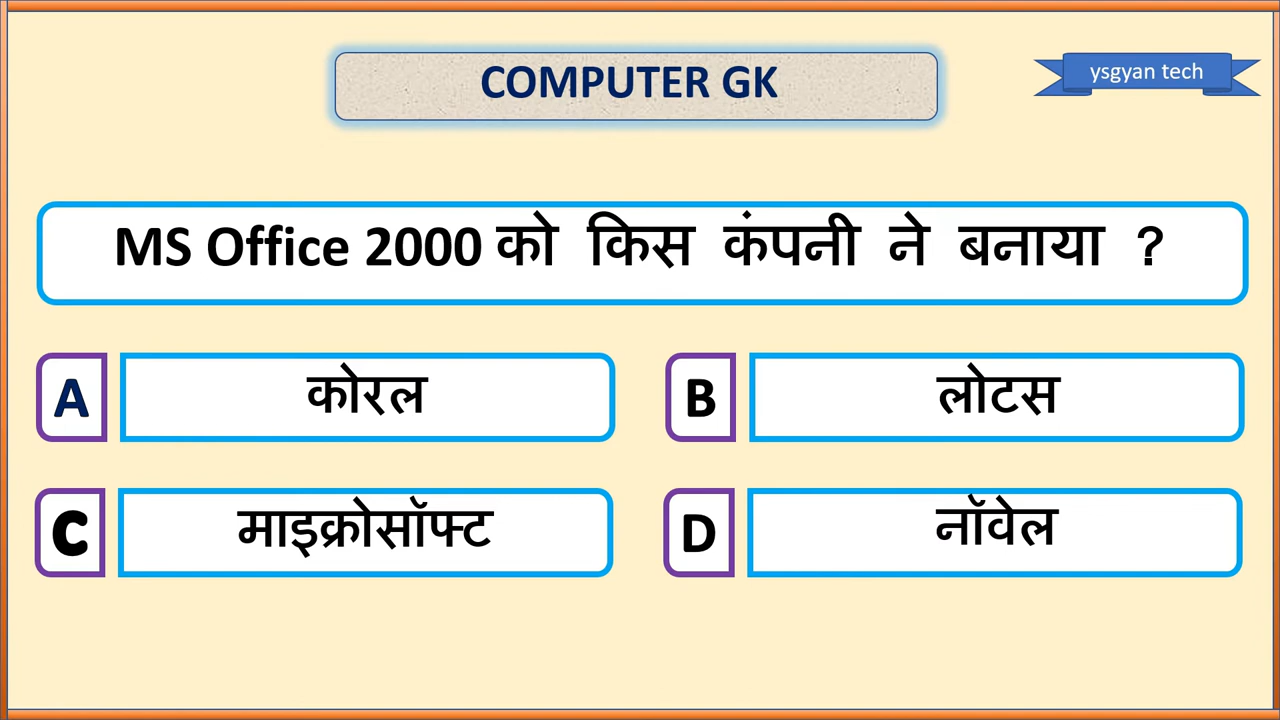 COMPUTER GK
ysgyan tech
MS Office 2000 को किस कंपनी ने बनाया ?
A कोरल
B लोटस
C माइक्रोसॉफ्ट
D नॉवेल